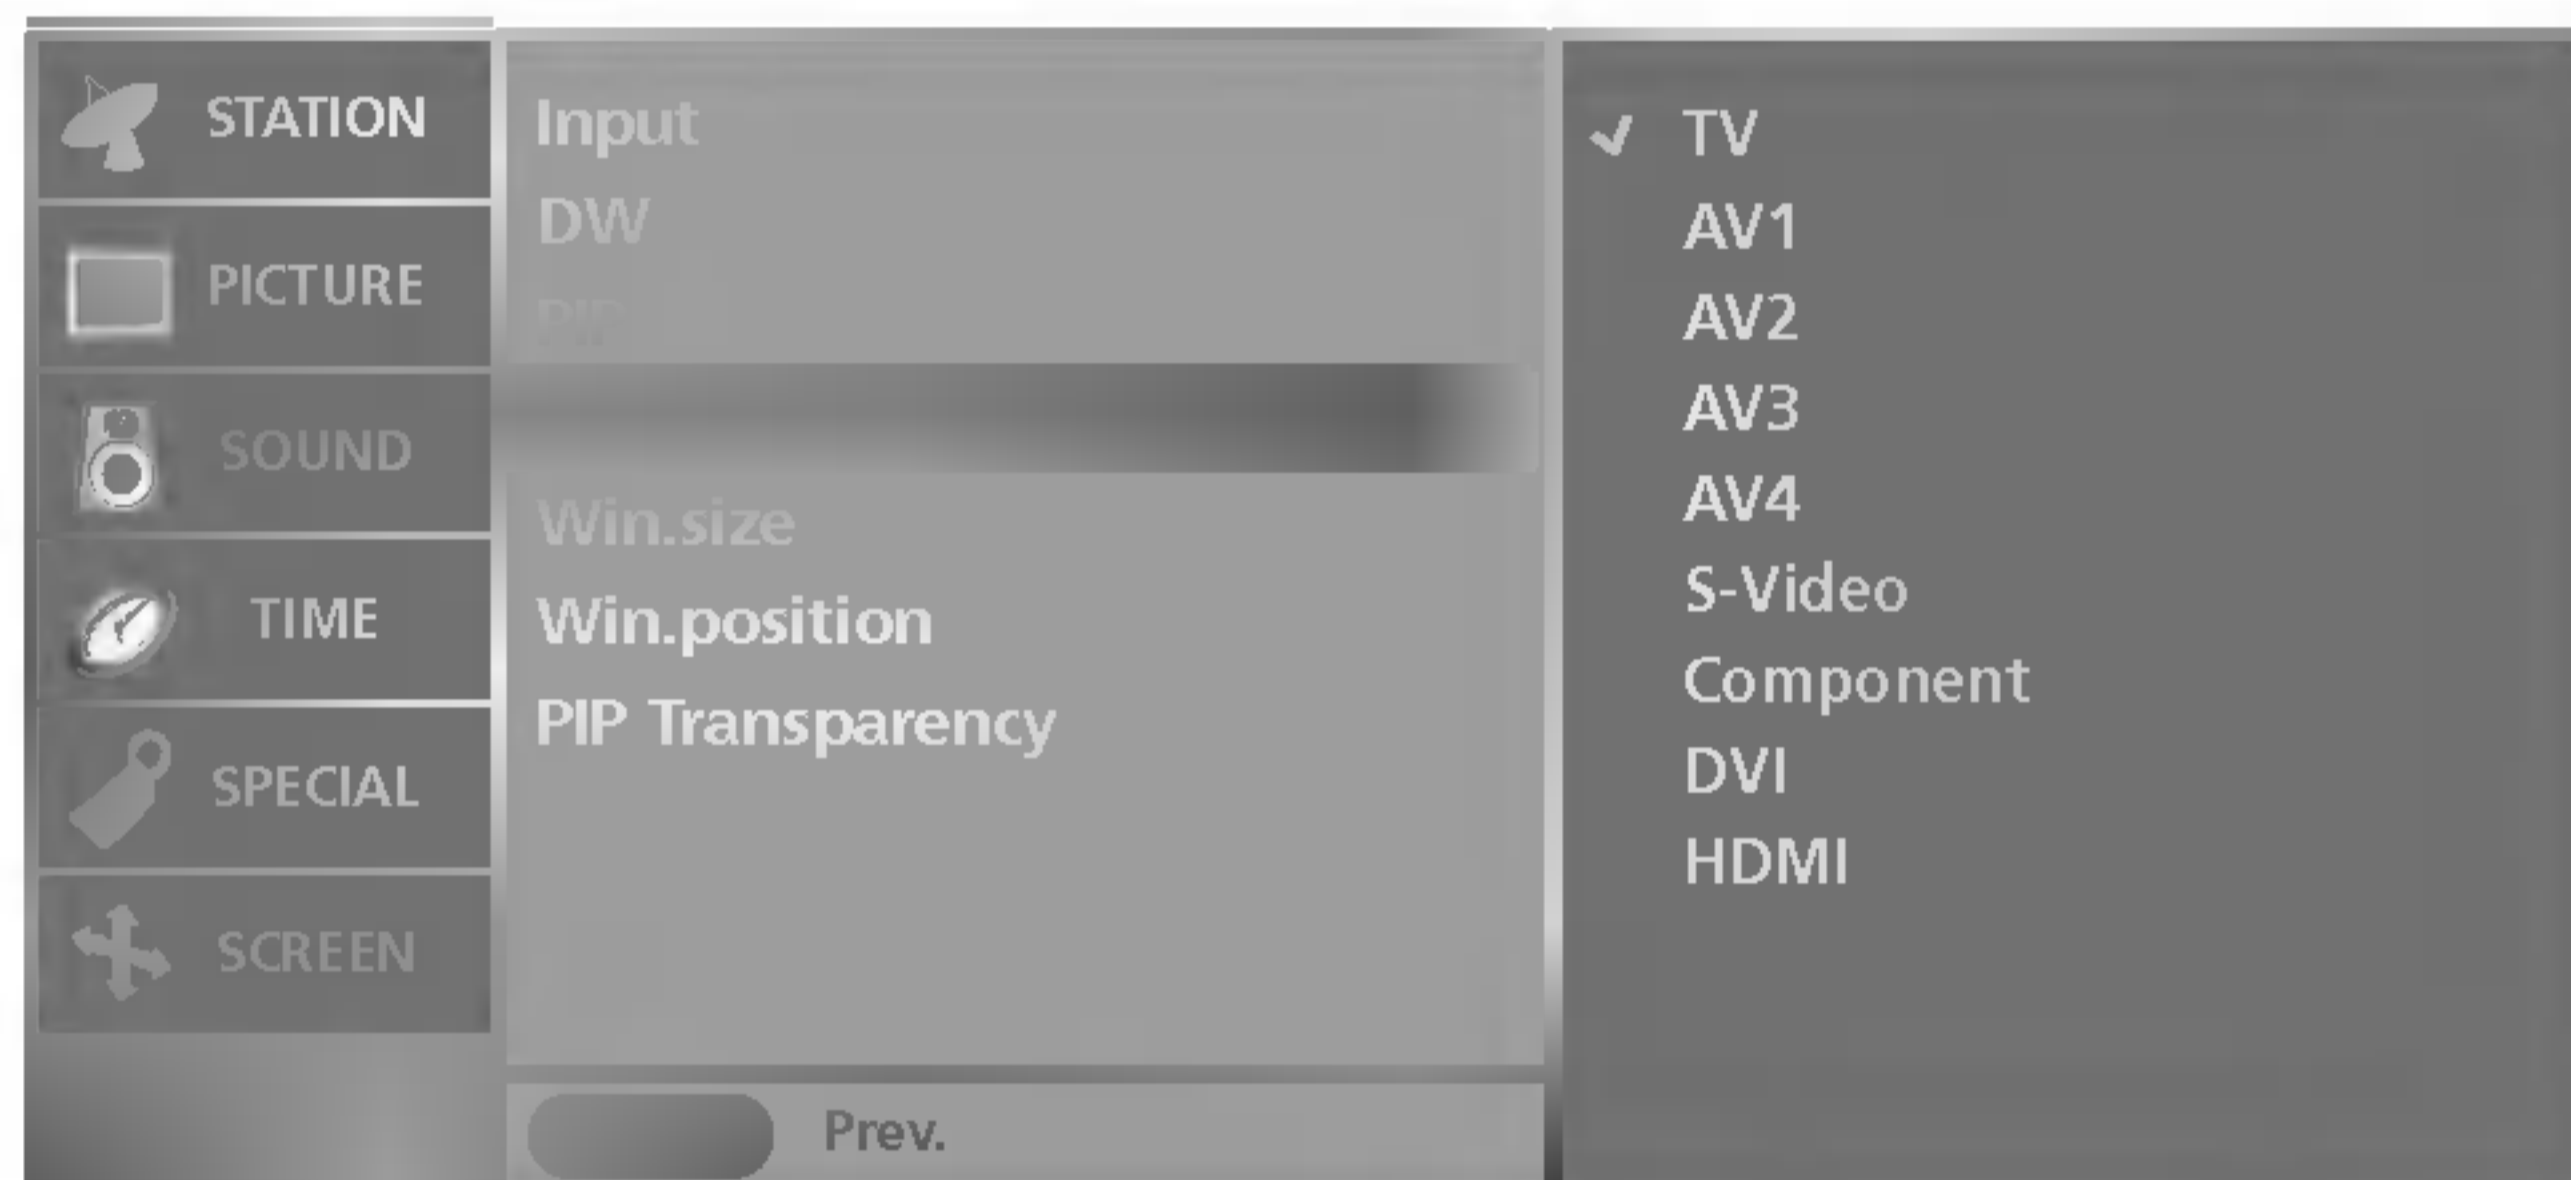 STATION
PICTURE
SOUND
TIME
SPECIAL
SCREEN
Input
DW
PIP
Win.size
Win.position
PIP Transparency
Prev.
TV
AV1
AV2
AV3
AV4
S-Video
Component
DVI
HDMI